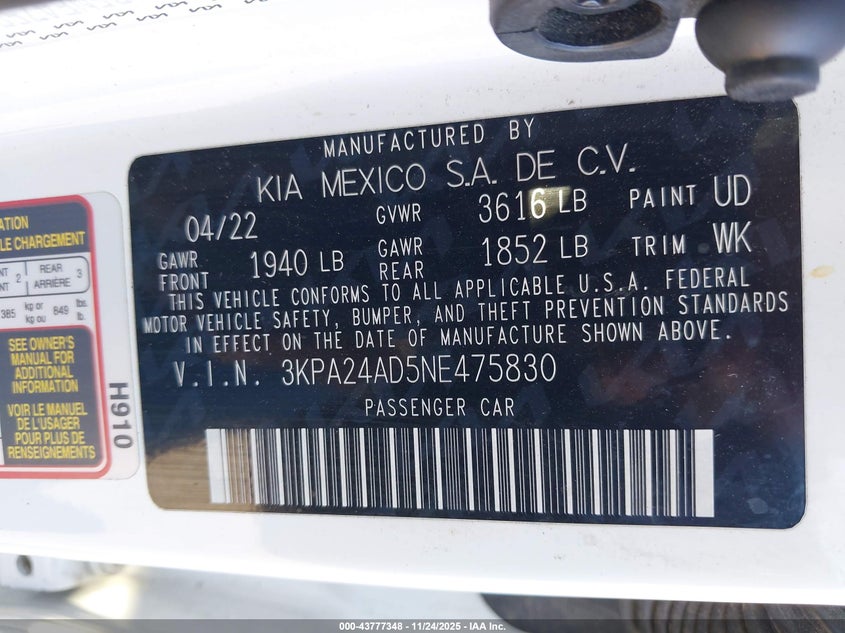 MANUFACTURED BY
KIA MEXICO S.A. DE C.V.
04/22 GVWR 3616 LB PAINT UD
GAWR FRONT 1940 LB GAWR REAR 1852 LB TRIM WK
THIS VEHICLE CONFORMS TO ALL APPLICABLE U.S.A. FEDERAL
MOTOR VEHICLE SAFETY, BUMPER, AND THEFT PREVENTION STANDARDS
IN EFFECT ON THE DATE OF MANUFACTURE SHOWN ABOVE.
V.I.N. 3KPA24AD5NE475830
PASSENGER CAR
CHARGEMENT
2 REAR ARRIÈRE 3
385 kg or kg ou 849 lbs. lb.
SEE OWNER'S
MANUAL FOR
ADDITIONAL
INFORMATION
VOIR LE MANUEL
DE L'USAGER
POUR PLUS DE
RENSEIGNEMENTS
H910
000-43777348 | 11/24/2025 - IAA Inc.